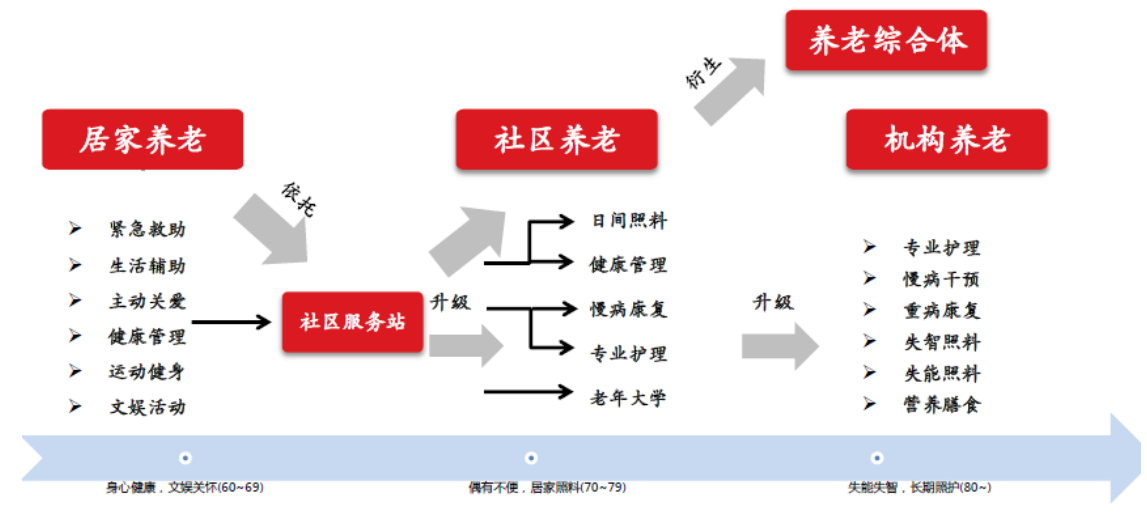 养老综合体
衍生
居家养老
社区养老
机构养老
依托
紧急救助
生活辅助
主动关爱
健康管理
运动健身
文娱活动
社区服务站
升级
日间照料
健康管理
慢病康复
专业护理
老年大学
升级
专业护理
慢病干预
重病康复
失智照料
失能照料
营养膳食
身心健康，文娱关怀(60~69)
偶有不便，居家照料(70~79)
失能失智，长期照护(80~)